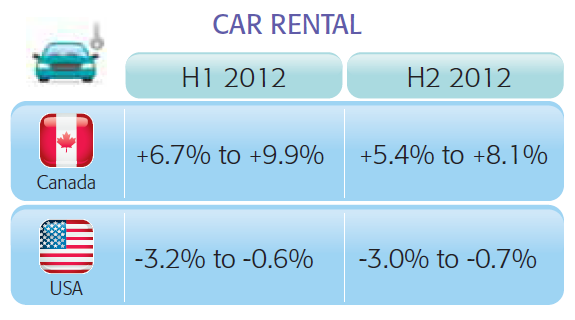 CAR RENTAL
H1 2012 H2 2012
+6.7% to +9.9% +5.4% to +8.1%
Canada
-3.2% to -0.6% -3.0% to -0.7%
USA